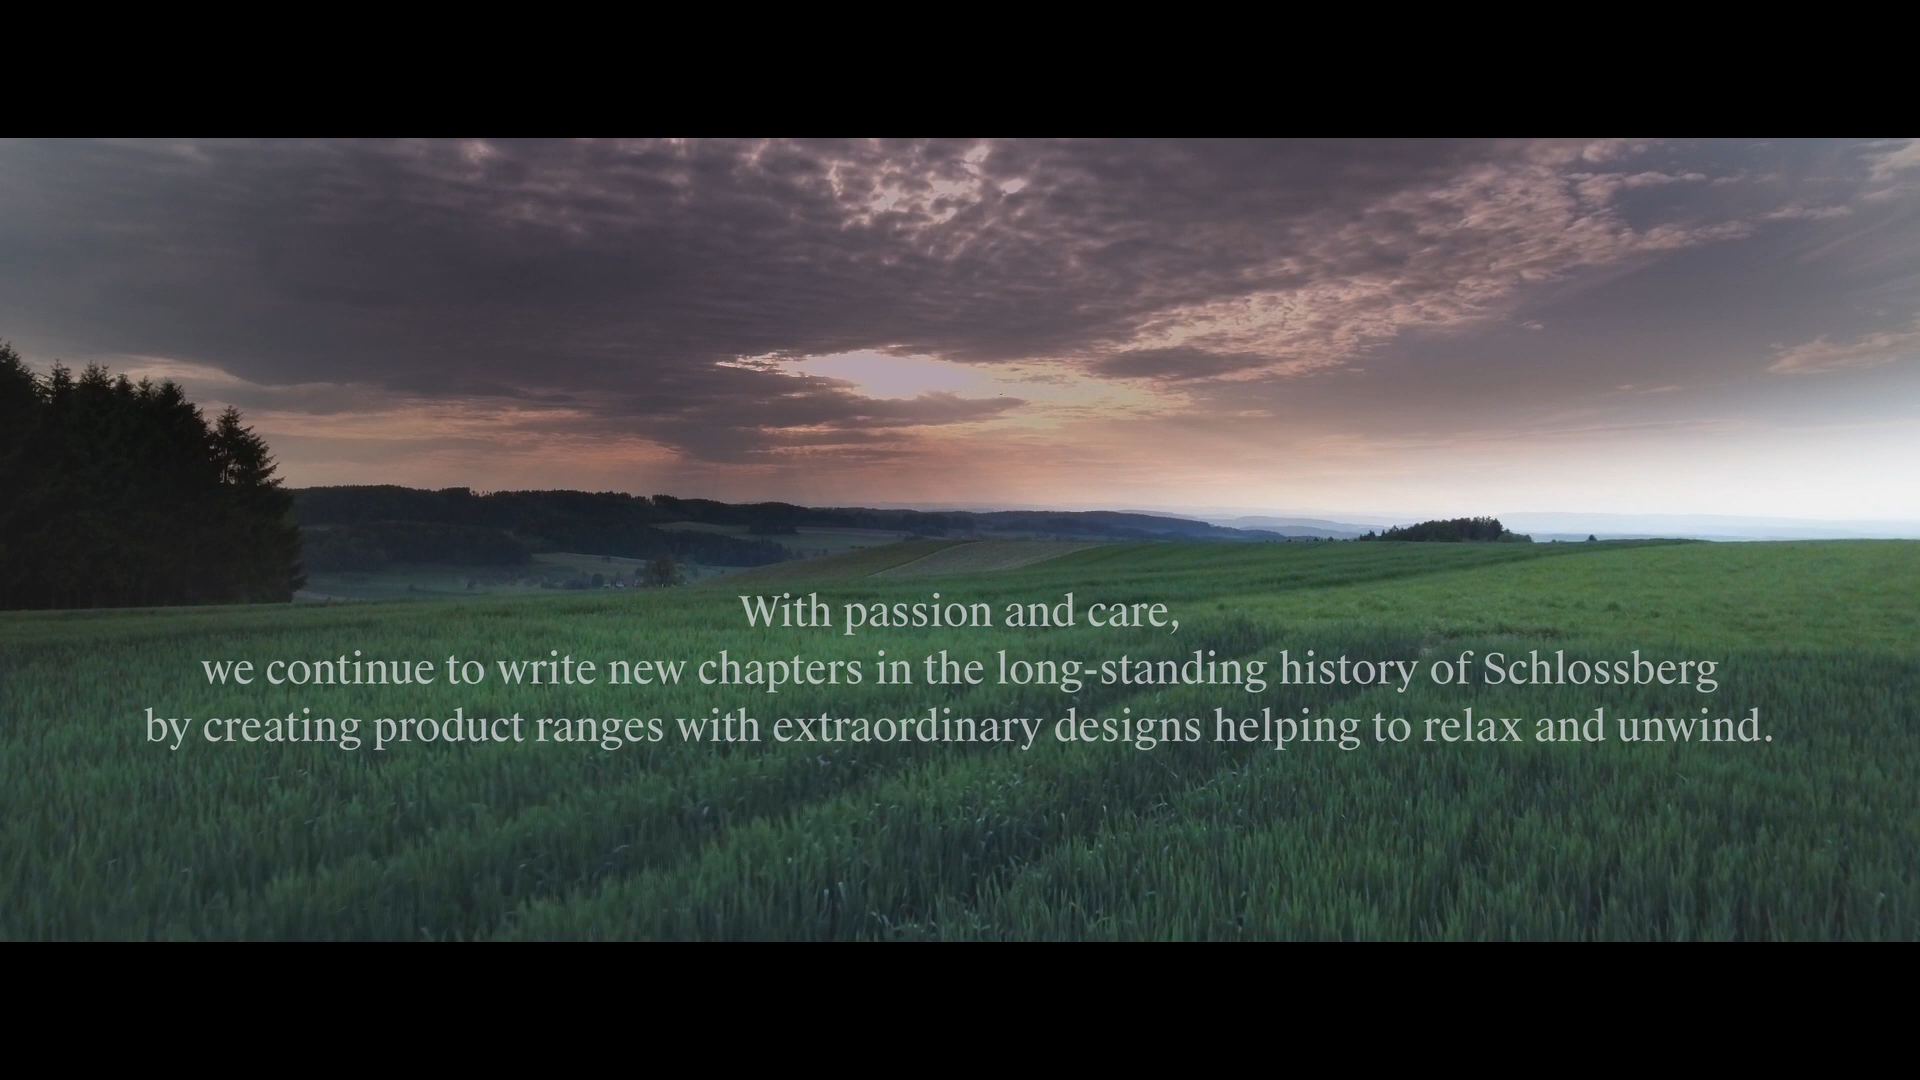 With passion and care,
we continue to write new chapters in the long-standing history of Schlossberg
by creating product ranges with extraordinary designs helping to relax and unwind.